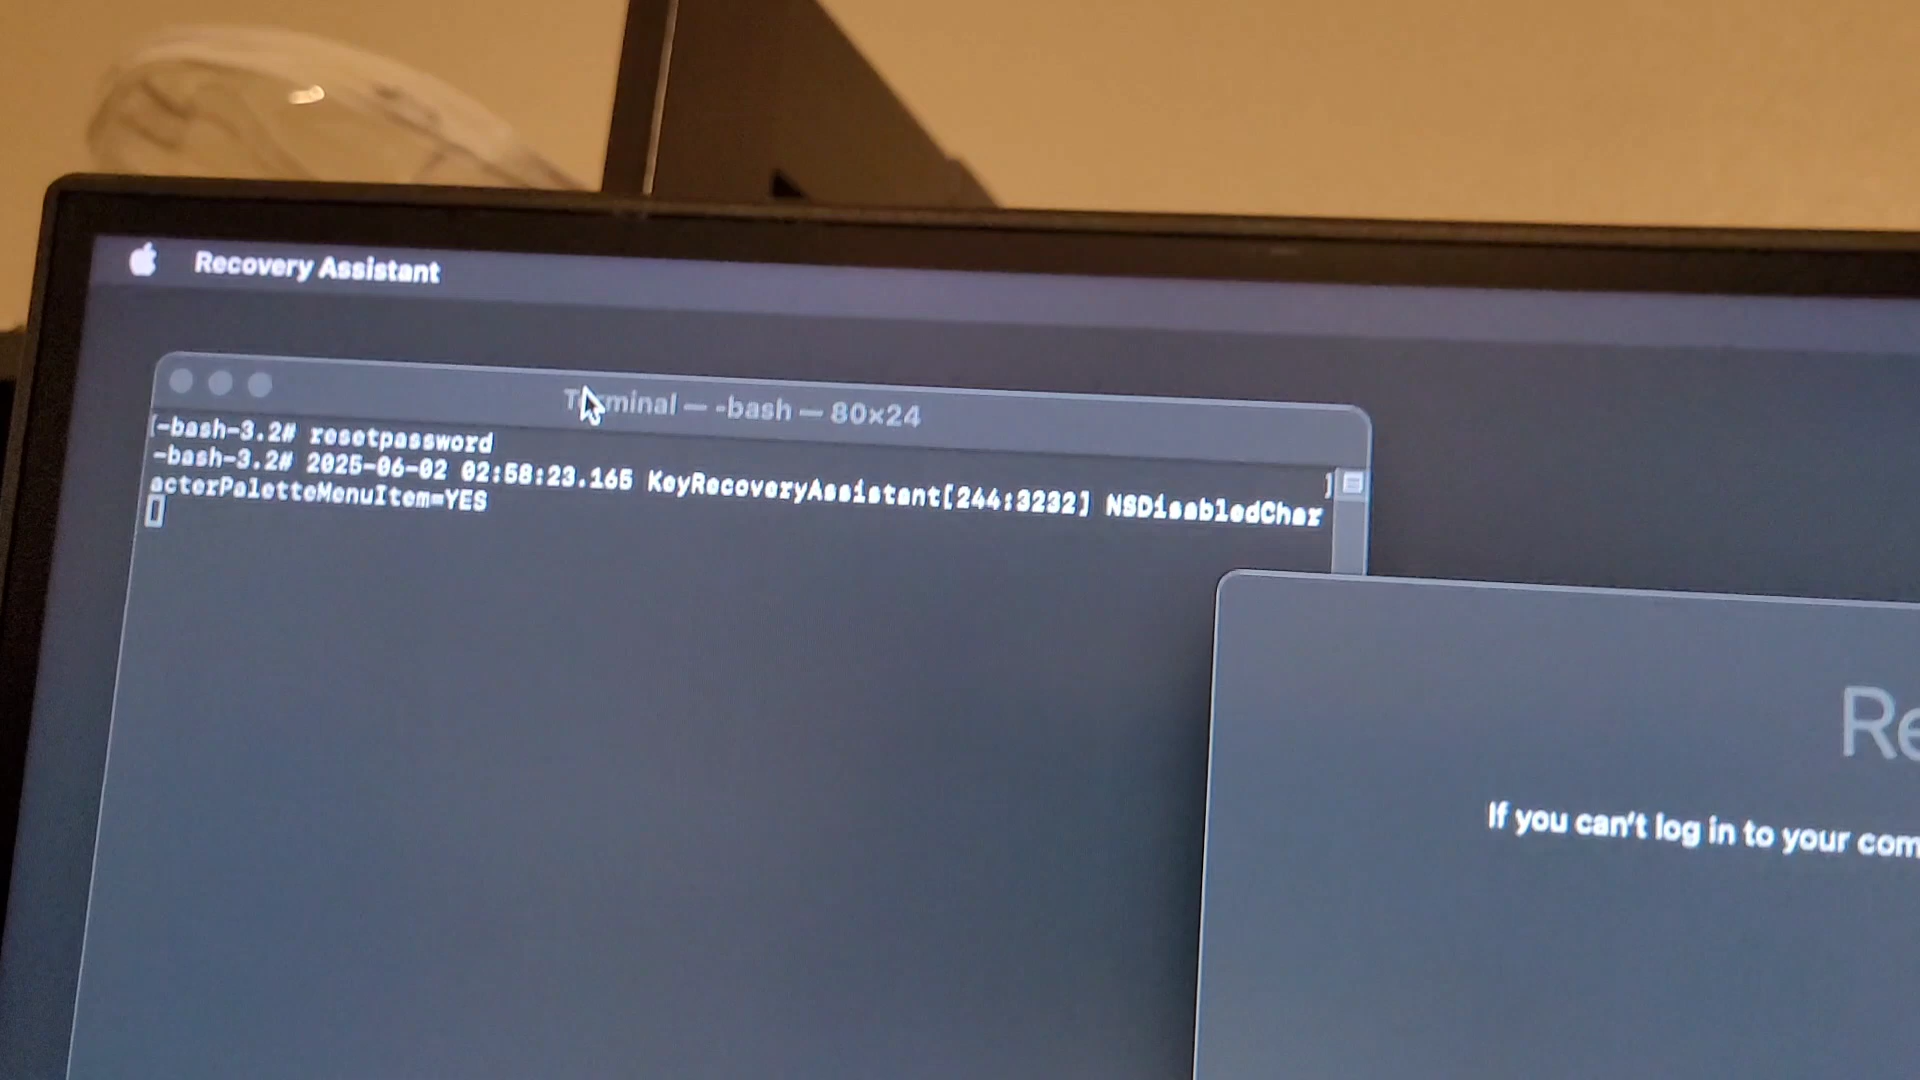 Recovery Assistant
Terminal — -bash — 80×24
[-bash-3.2# resetpassword ]
-bash-3.2# 2025-06-02 02:58:23.165 KeyRecoveryAssistant[244:3232] NSDisabledChar
acterPaletteMenuItem=YES
Re
If you can't log in to your com